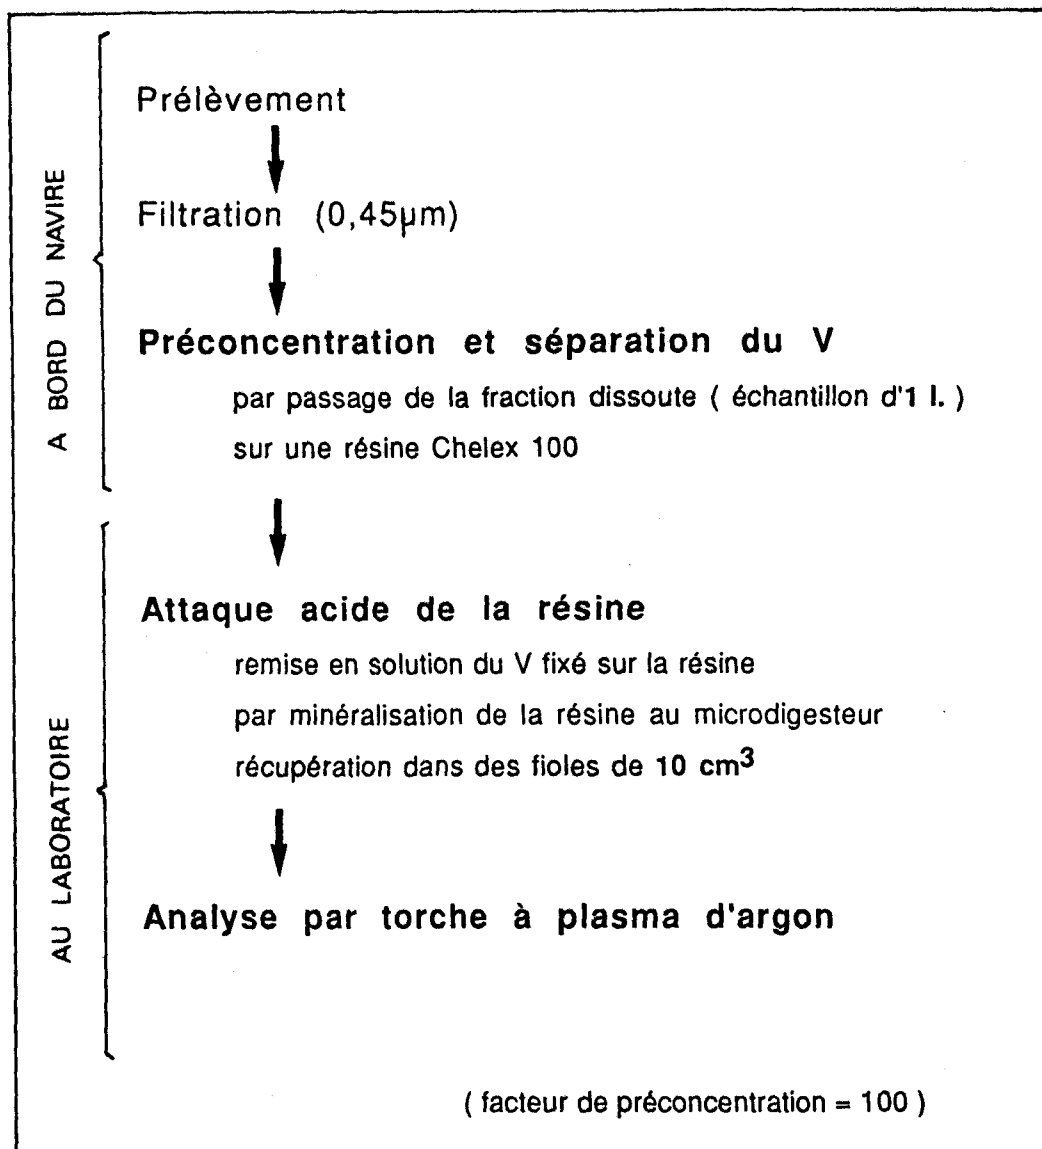 A BORD DU NAVIRE
Prélèvement
Filtration (0,45µm)
Préconcentration et séparation du V
par passage de la fraction dissoute ( échantillon d'1 l. )
sur une résine Chelex 100
AU LABORATOIRE
Attaque acide de la résine
remise en solution du V fixé sur la résine
par minéralisation de la résine au microdigesteur
récupération dans des fioles de 10 cm³
Analyse par torche à plasma d'argon
( facteur de préconcentration = 100 )